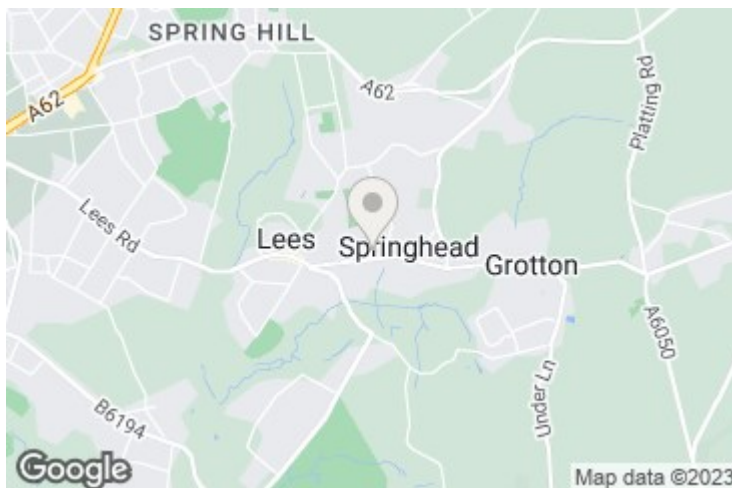 SPRING HILL
A62
A62
Platting Rd
Lees Rd
Lees
Springhead
Grotton
A6050
Under Ln
B6194
Google
Map data ©2023